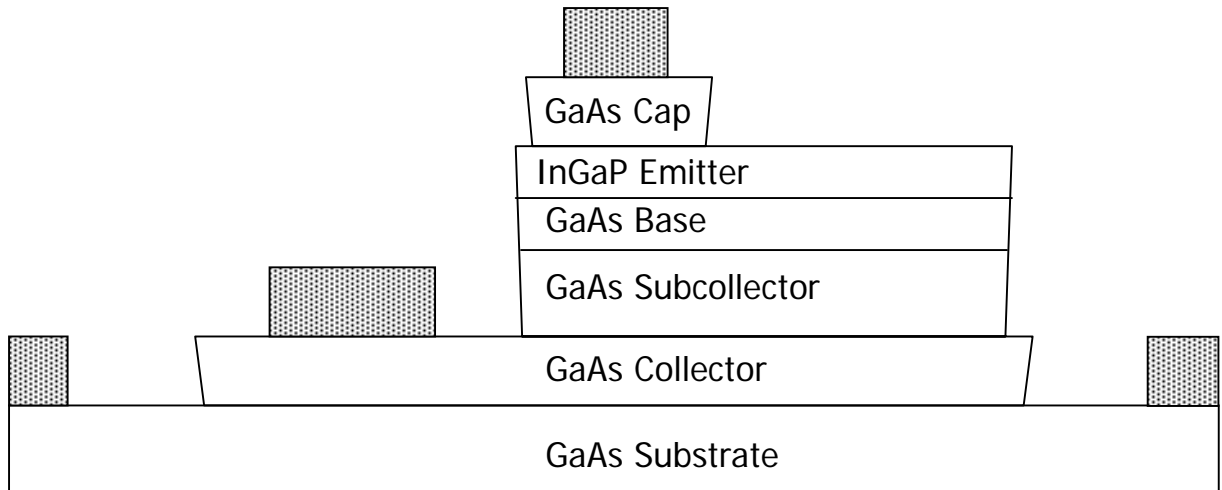 GaAs Cap
InGaP Emitter
GaAs Base
GaAs Subcollector
GaAs Collector
GaAs Substrate